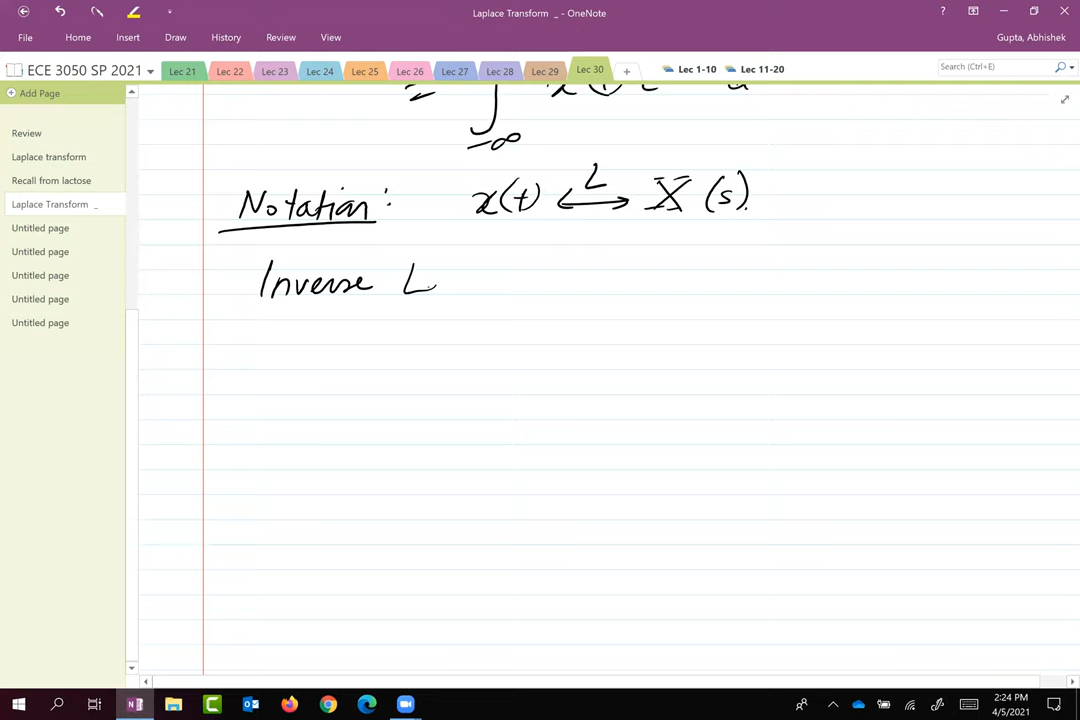 Laplace Transform _ - OneNote
File Home Insert Draw History Review View
Gupta, Abhishek
ECE 3050 SP 2021
Lec 21 Lec 22 Lec 23 Lec 24 Lec 25 Lec 26 Lec 27 Lec 28 Lec 29 Lec 30 + Lec 1-10 Lec 11-20
Search (Ctrl+E)
Add Page
Review
Laplace transform
Recall from lactose
Laplace Transform _
Untitled page
Untitled page
Untitled page
Untitled page
Untitled page
∫
-∞
Notation: x(t) ⟷ L X(s).
Inverse L
2:24 PM
4/5/2021